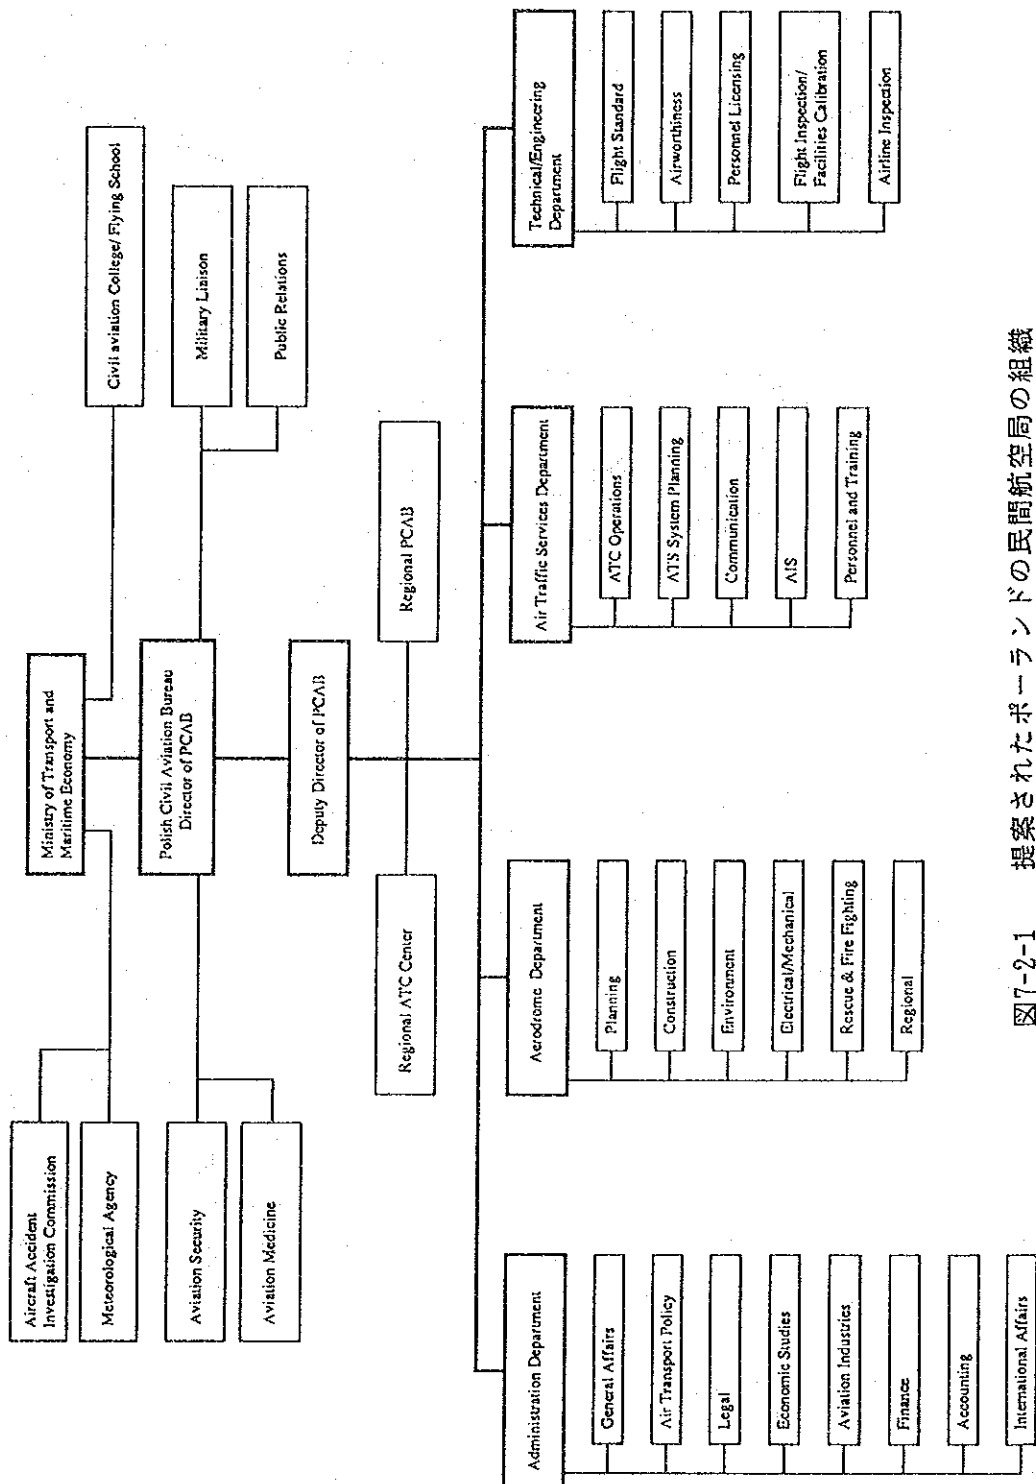 Ministry of Transport and
Maritime Economy
Civil aviation College/ Flying School
Aircraft Accident
Investigation Commission
Meteorological Agency
Polish Civil Aviation Bureau
Director of PCAB
Military Liaison
Public Relations
Aviation Security
Aviation Medicine
Deputy Director of PCAB
Regional ATC Center
Regional PCAB
Administration Department
General Affairs
Air Transport Policy
Legal
Economic Studies
Aviation Industries
Finance
Accounting
International Affairs
Aerodrome Department
Planning
Construction
Environment
Electrical/Mechanical
Rescue & Fire Fighting
Regional
Air Traffic Services Department
ATC Operations
ATS System Planning
Communication
AIS
Personnel and Training
Technical/Engineering
Department
Flight Standard
Airworthiness
Personnel Licensing
Flight Inspection/
Facilities Calibration
Airline Inspection
図7-2-1 提案されたポーランドの民間航空局の組織